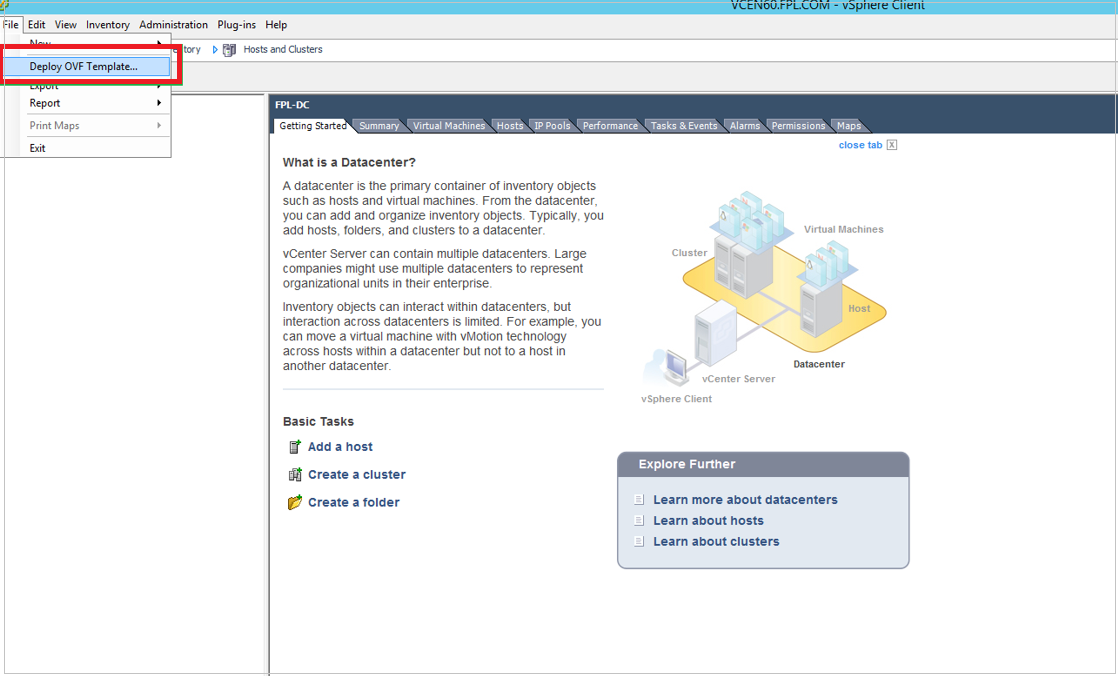 VCEN60.FPL.COM - vSphere Client
File Edit View Inventory Administration Plug-ins Help
New
Hosts and Clusters
Deploy OVF Template...
Export
Report
Print Maps
Exit
FPL-DC
Getting Started Summary Virtual Machines Hosts IP Pools Performance Tasks & Events Alarms Permissions Maps
close tab X
What is a Datacenter?
A datacenter is the primary container of inventory objects
such as hosts and virtual machines. From the datacenter,
you can add and organize inventory objects. Typically, you
add hosts, folders, and clusters to a datacenter.
vCenter Server can contain multiple datacenters. Large
companies might use multiple datacenters to represent
organizational units in their enterprise.
Inventory objects can interact within datacenters, but
interaction across datacenters is limited. For example, you
can move a virtual machine with vMotion technology
across hosts within a datacenter but not to a host in
another datacenter.
Virtual Machines
Cluster
Host
Datacenter
vCenter Server
vSphere Client
Basic Tasks
Add a host
Create a cluster
Create a folder
Explore Further
Learn more about datacenters
Learn about hosts
Learn about clusters